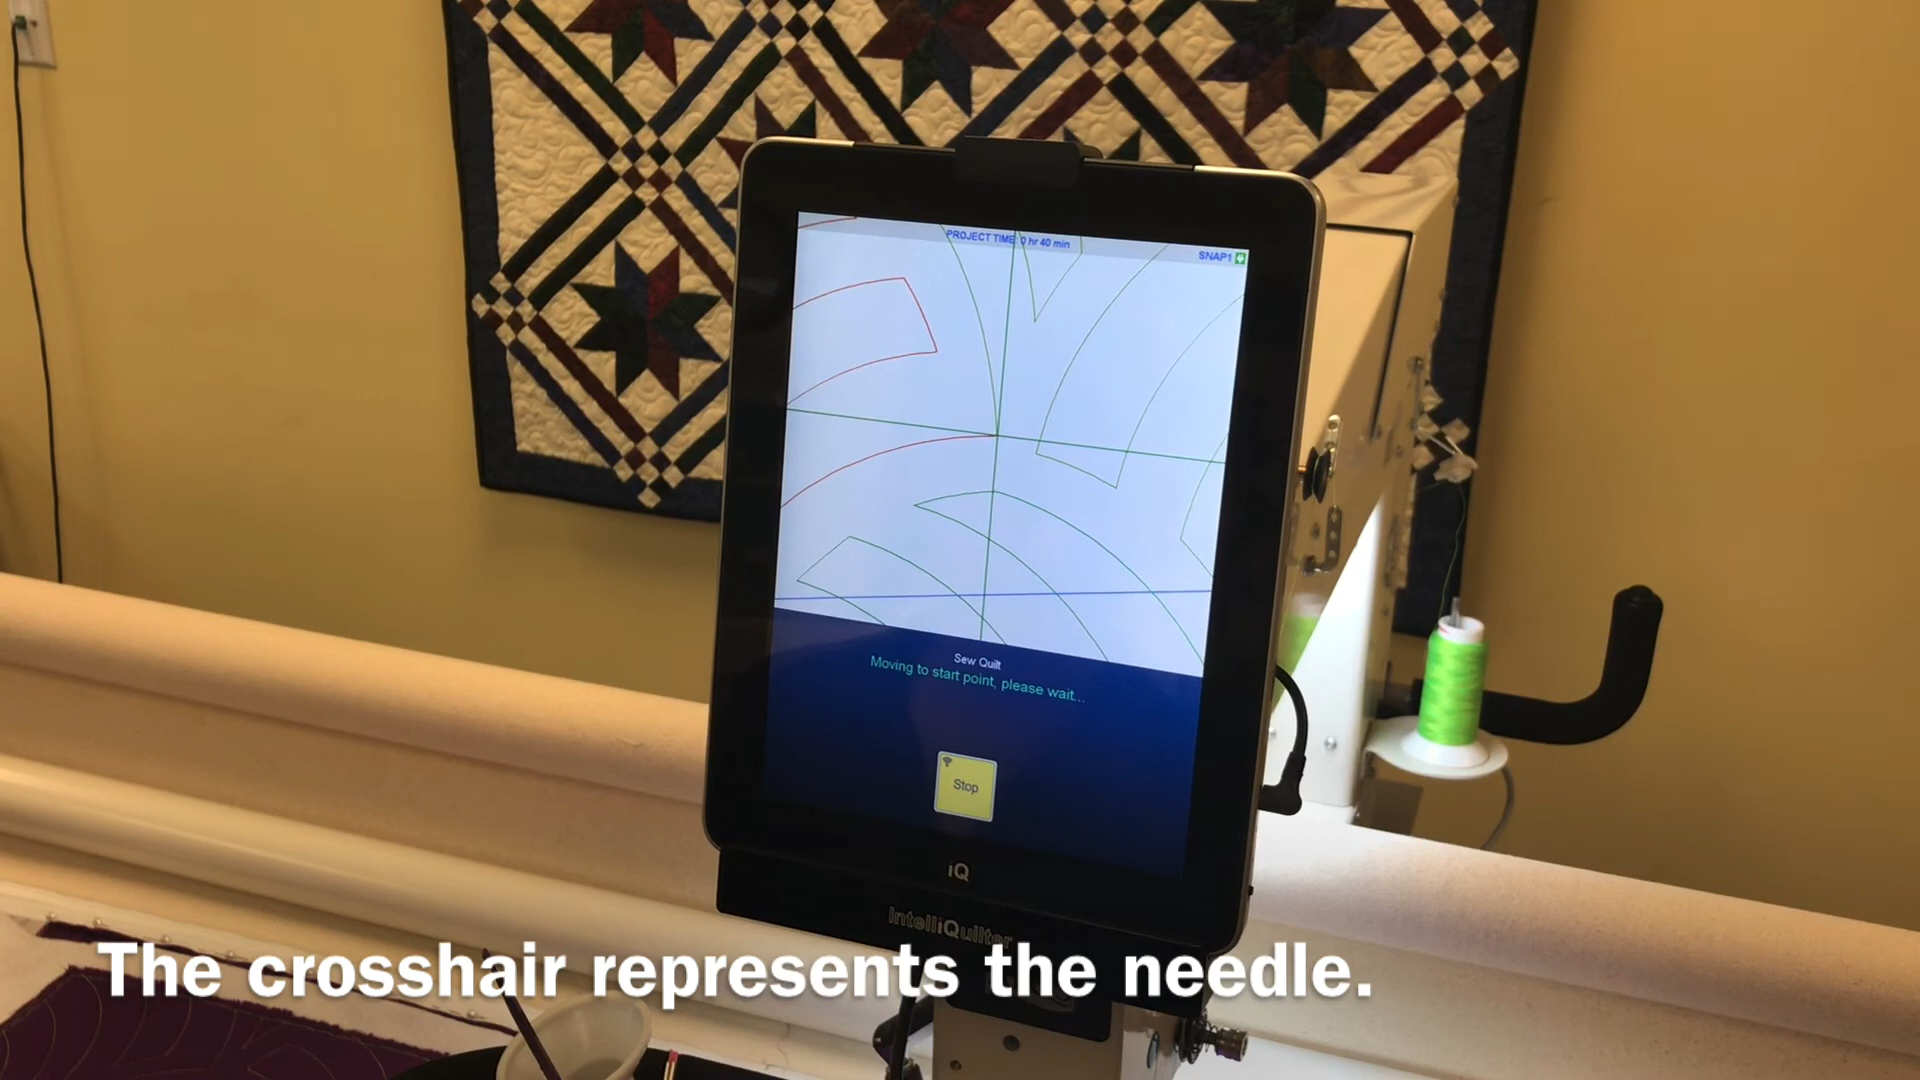 PROJECT TIME: 0 hr 40 min
SNAP1
Sew Quilt
Moving to start point, please wait...
Stop
iQ
IntelliQuilter
The crosshair represents the needle.